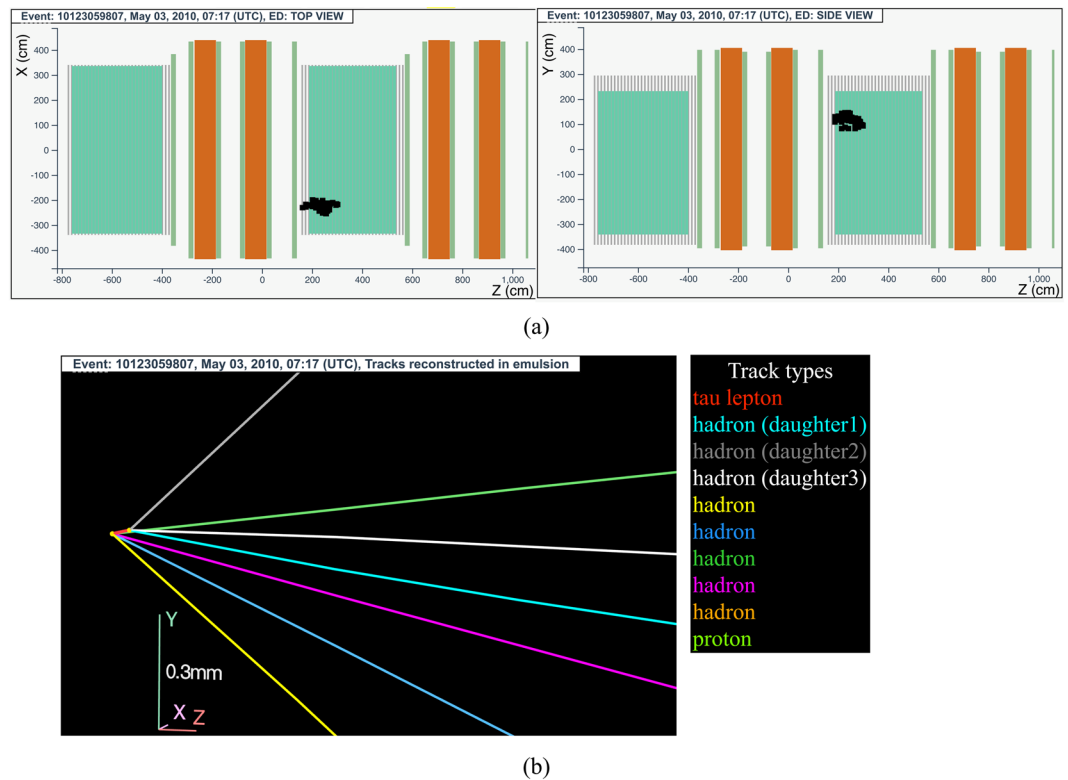 Event: 10123059807, May 03, 2010, 07:17 (UTC), ED: TOP VIEW
X (cm)
400
300
200
100
0
-100
-200
-300
-400
-800 -600 -400 -200 0 200 400 600 800 1,000
Z (cm)
Event: 10123059807, May 03, 2010, 07:17 (UTC), ED: SIDE VIEW
Y (cm)
400
300
200
100
0
-100
-200
-300
-400
-800 -600 -400 -200 0 200 400 600 800 1,000
Z (cm)
(a)
Event: 10123059807, May 03, 2010, 07:17 (UTC), Tracks reconstructed in emulsion
Y
0.3mm
X Z
Track types
tau lepton
hadron (daughter1)
hadron (daughter2)
hadron (daughter3)
hadron
hadron
hadron
hadron
hadron
proton
(b)